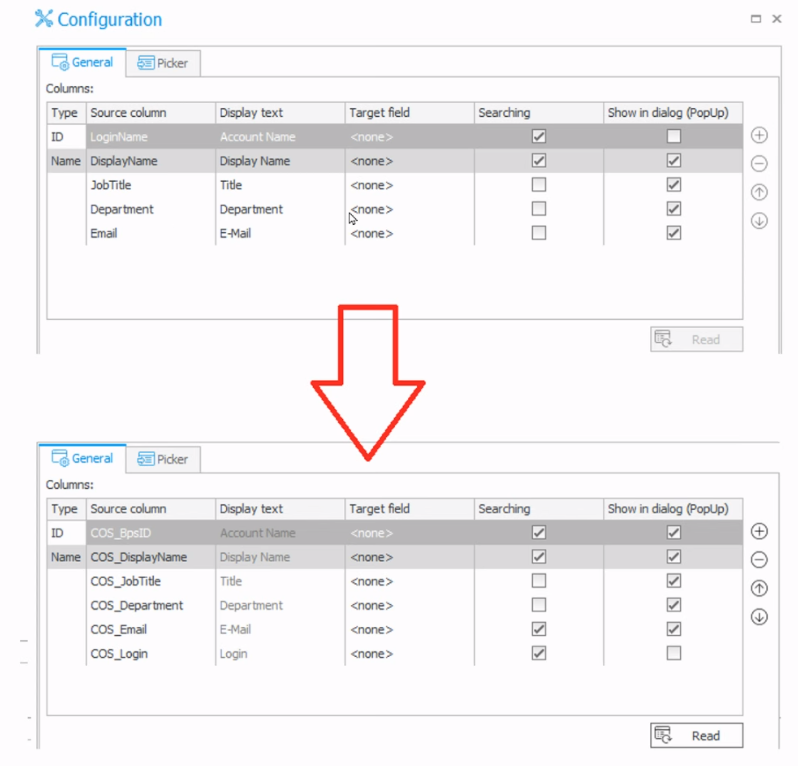 Configuration
General Picker
Columns:
Type Source column Display text Target field Searching Show in dialog (PopUp)
ID LoginName Account Name <none>
Name DisplayName Display Name <none>
JobTitle Title <none>
Department Department <none>
Email E-Mail <none>
Read
General Picker
Columns:
Type Source column Display text Target field Searching Show in dialog (PopUp)
ID COS_BpsID Account Name <none>
Name COS_DisplayName Display Name <none>
COS_JobTitle Title <none>
COS_Department Department <none>
COS_Email E-Mail <none>
COS_Login Login <none>
Read